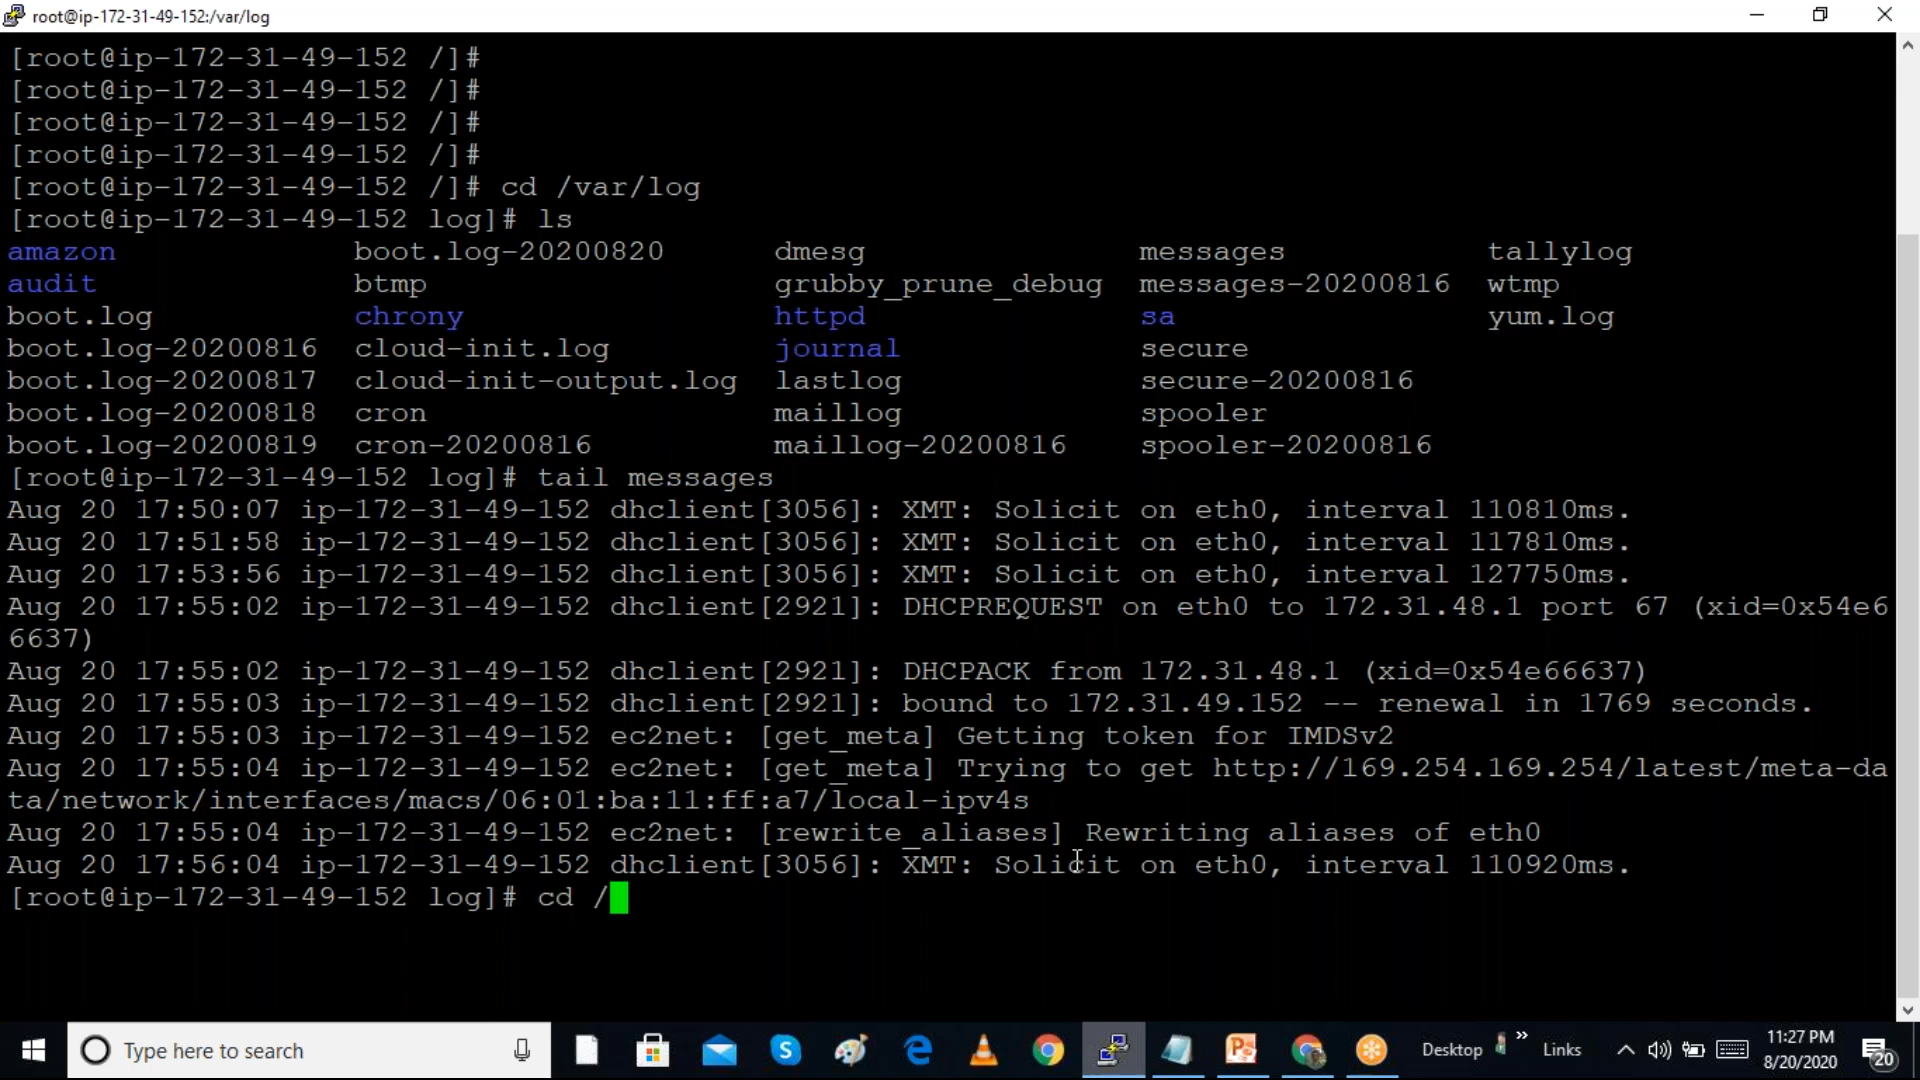 root@ip-172-31-49-152:/var/log
[root@ip-172-31-49-152 /]#
[root@ip-172-31-49-152 /]#
[root@ip-172-31-49-152 /]#
[root@ip-172-31-49-152 /]#
[root@ip-172-31-49-152 /]# cd /var/log
[root@ip-172-31-49-152 log]# ls
amazon boot.log-20200820 dmesg messages tallylog
audit btmp grubby_prune_debug messages-20200816 wtmp
boot.log chrony httpd sa yum.log
boot.log-20200816 cloud-init.log journal secure
boot.log-20200817 cloud-init-output.log lastlog secure-20200816
boot.log-20200818 cron maillog spooler
boot.log-20200819 cron-20200816 maillog-20200816 spooler-20200816
[root@ip-172-31-49-152 log]# tail messages
Aug 20 17:50:07 ip-172-31-49-152 dhclient[3056]: XMT: Solicit on eth0, interval 110810ms.
Aug 20 17:51:58 ip-172-31-49-152 dhclient[3056]: XMT: Solicit on eth0, interval 117810ms.
Aug 20 17:53:56 ip-172-31-49-152 dhclient[3056]: XMT: Solicit on eth0, interval 127750ms.
Aug 20 17:55:02 ip-172-31-49-152 dhclient[2921]: DHCPREQUEST on eth0 to 172.31.48.1 port 67 (xid=0x54e6
6637)
Aug 20 17:55:02 ip-172-31-49-152 dhclient[2921]: DHCPACK from 172.31.48.1 (xid=0x54e66637)
Aug 20 17:55:03 ip-172-31-49-152 dhclient[2921]: bound to 172.31.49.152 -- renewal in 1769 seconds.
Aug 20 17:55:03 ip-172-31-49-152 ec2net: [get_meta] Getting token for IMDSv2
Aug 20 17:55:04 ip-172-31-49-152 ec2net: [get_meta] Trying to get http://169.254.169.254/latest/meta-da
ta/network/interfaces/macs/06:01:ba:11:ff:a7/local-ipv4s
Aug 20 17:55:04 ip-172-31-49-152 ec2net: [rewrite_aliases] Rewriting aliases of eth0
Aug 20 17:56:04 ip-172-31-49-152 dhclient[3056]: XMT: Solicit on eth0, interval 110920ms.
[root@ip-172-31-49-152 log]# cd /
Type here to search
Desktop » Links
11:27 PM
8/20/2020
20